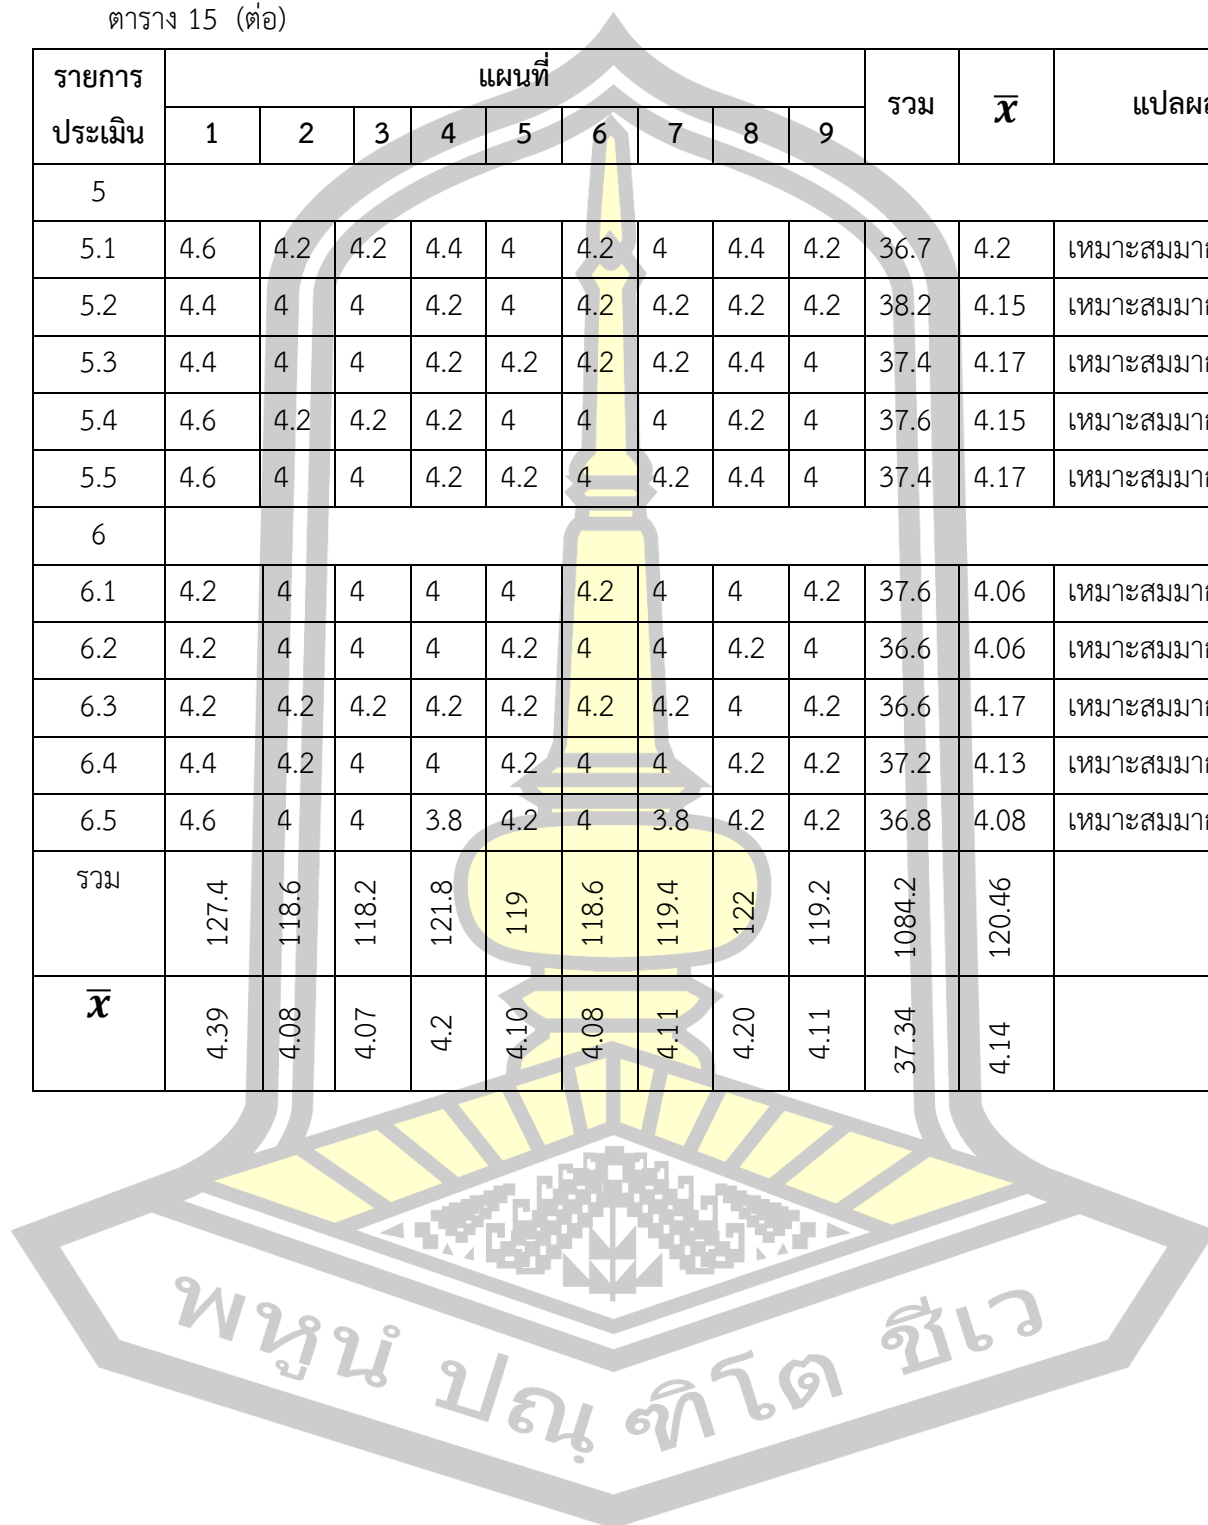 ตาราง 15 (ต่อ)
รายการประเมิน แผนที่ รวม x̄
1 2 3 4 5 6 7 8 9
5
5.1 4.6 4.2 4.2 4.4 4 4.2 4 4.4 4.2 36.7 4.2
5.2 4.4 4 4 4.2 4 4.2 4.2 4.2 4.2 38.2 4.15
5.3 4.4 4 4 4.2 4.2 4.2 4.2 4.4 4 37.4 4.17
5.4 4.6 4.2 4.2 4.2 4 4 4 4.2 4 37.6 4.15
5.5 4.6 4 4 4.2 4.2 4 4.2 4.4 4 37.4 4.17
6
6.1 4.2 4 4 4 4 4.2 4 4 4.2 37.6 4.06
6.2 4.2 4 4 4 4.2 4 4 4.2 4 36.6 4.06
6.3 4.2 4.2 4.2 4.2 4.2 4.2 4.2 4 4.2 36.6 4.17
6.4 4.4 4.2 4 4 4.2 4 4 4.2 4.2 37.2 4.13
6.5 4.6 4 4 3.8 4.2 4 3.8 4.2 4.2 36.8 4.08
รวม 127.4 118.6 118.2 121.8 119 118.6 119.4 122 119.2 1084.2 120.46
x̄ 4.39 4.08 4.07 4.2 4.10 4.08 4.11 4.20 4.11 37.34 4.14
พหูนํ ปณฺฑิโต ชีเว